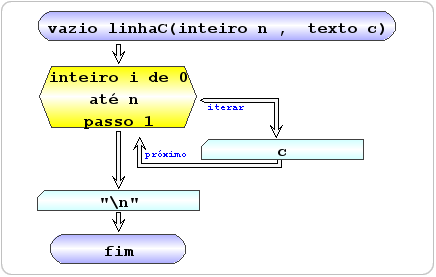 vazio linhaC(inteiro n , texto c)
inteiro i de 0
até n
passo 1
iterar
c
próximo
"\n"
fim